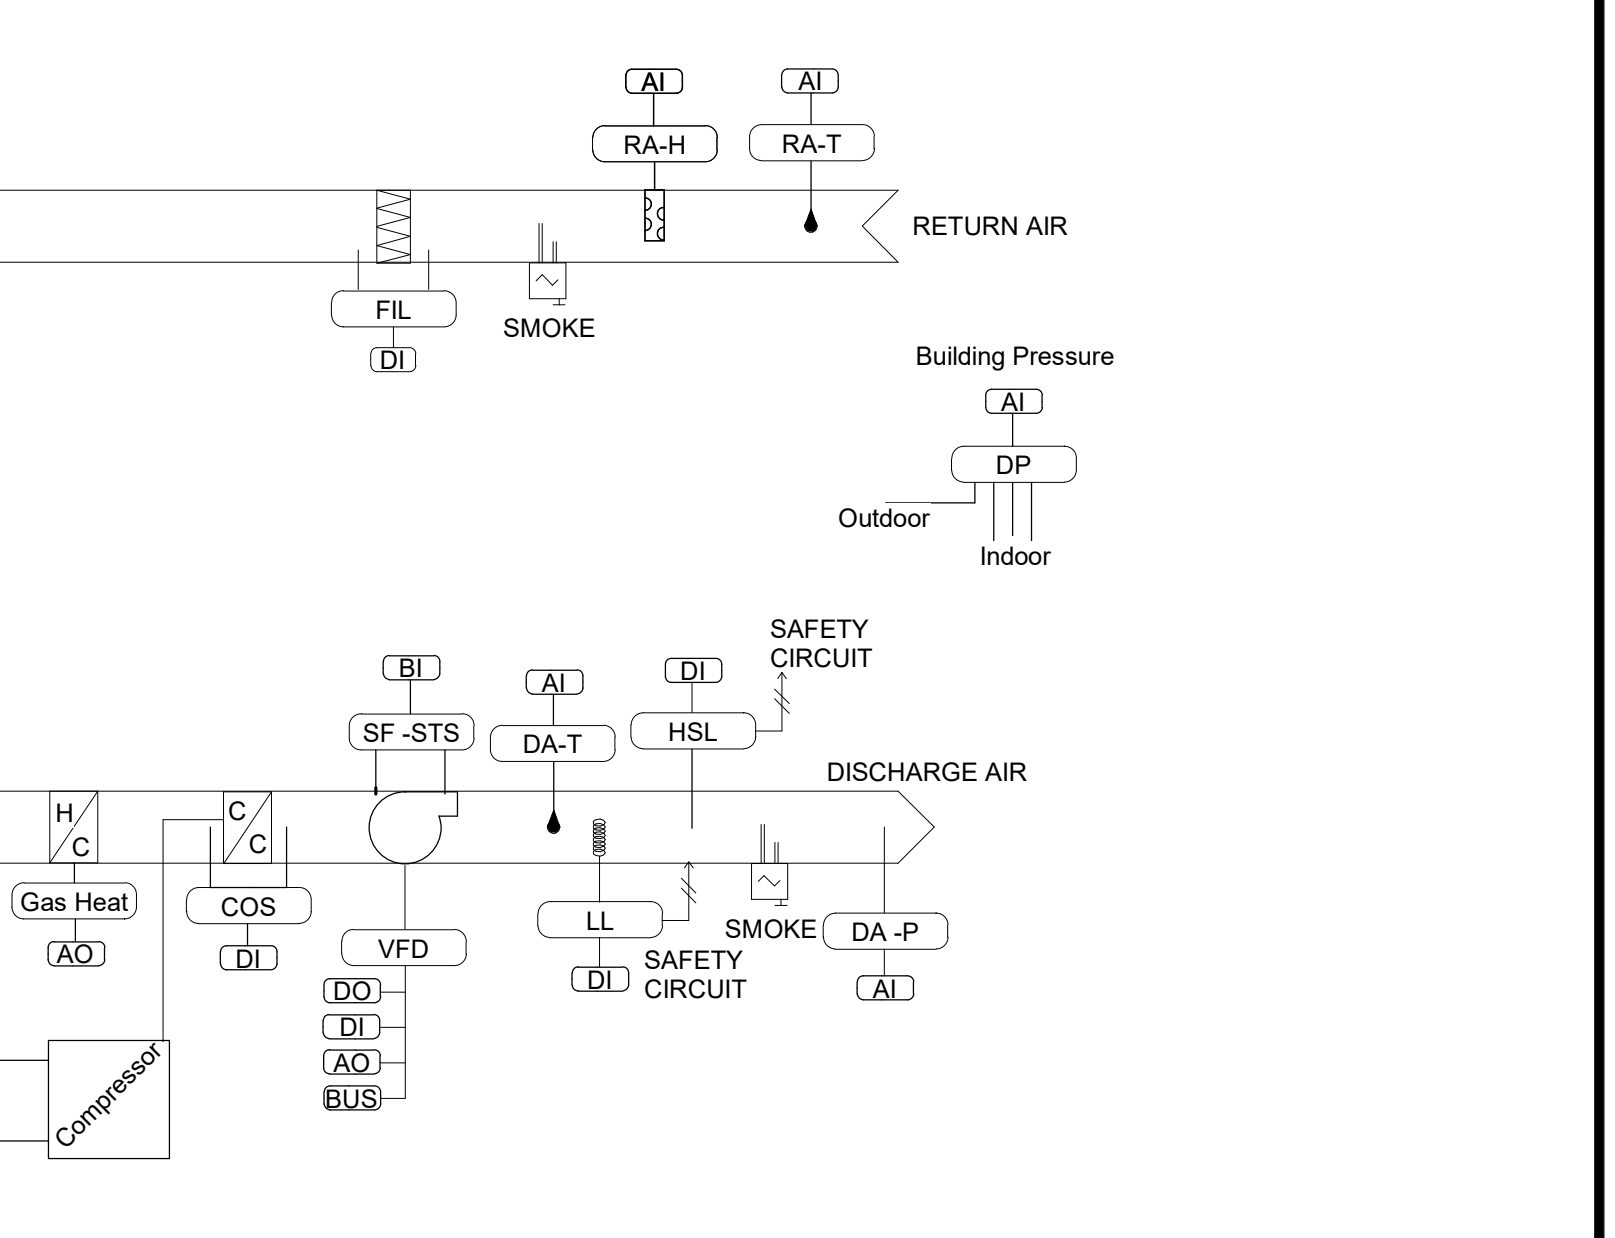 AI
AI
RA-H
RA-T
RETURN AIR
FIL
SMOKE
DI
Building Pressure
AI
DP
Outdoor
Indoor
SAFETY
CIRCUIT
BI
AI
DI
SF -STS
DA-T
HSL
DISCHARGE AIR
H
C
C
C
Gas Heat
COS
LL
SMOKE
DA -P
AO
DI
VFD
DI
SAFETY
CIRCUIT
AI
DO
DI
AO
BUS
Compressor